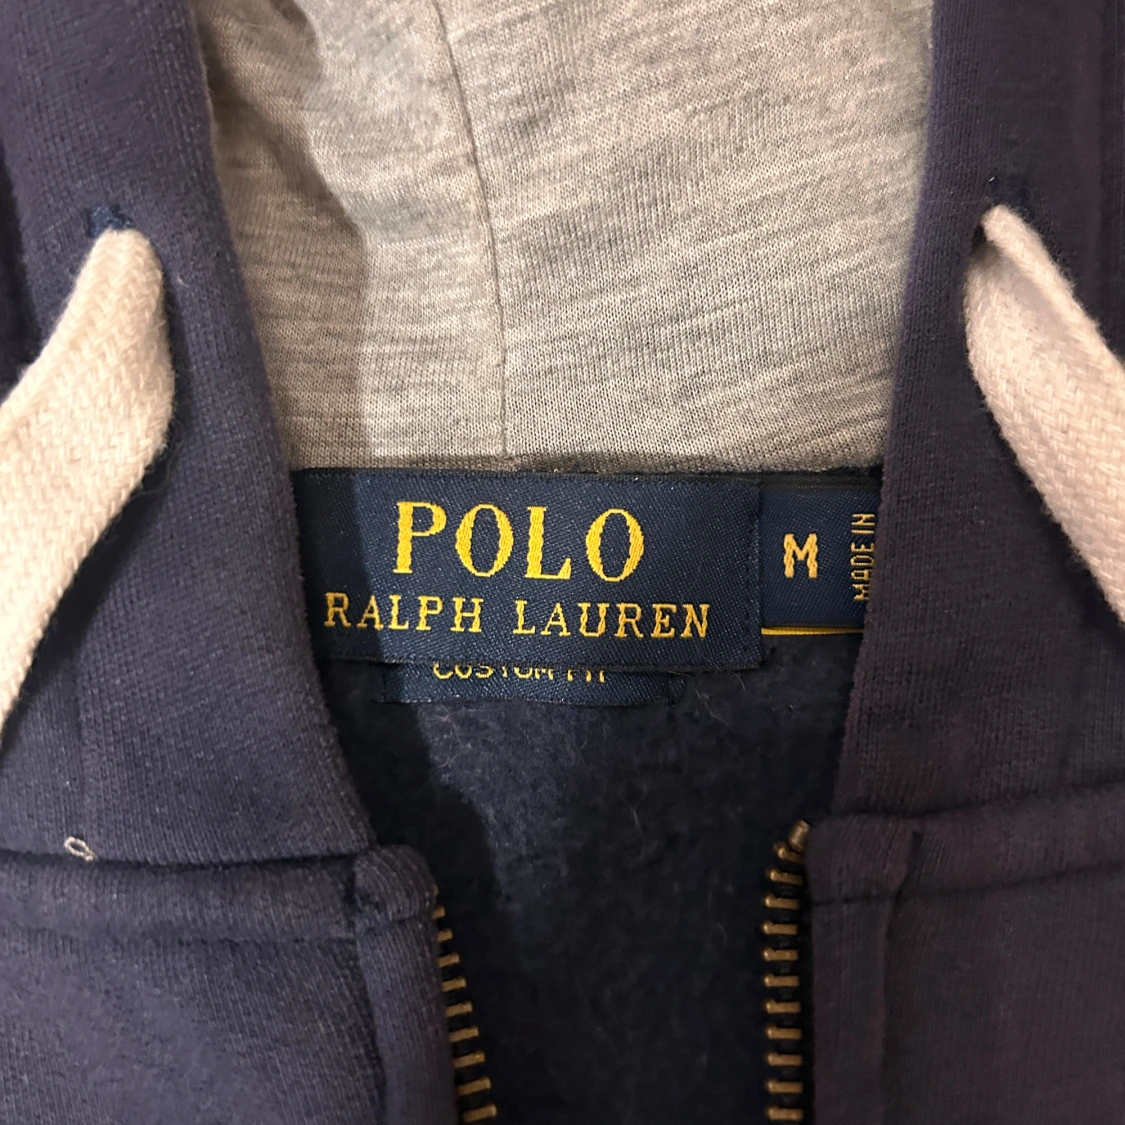 POLO
RALPH LAUREN
CUSTOM FIT
M
MADE IN